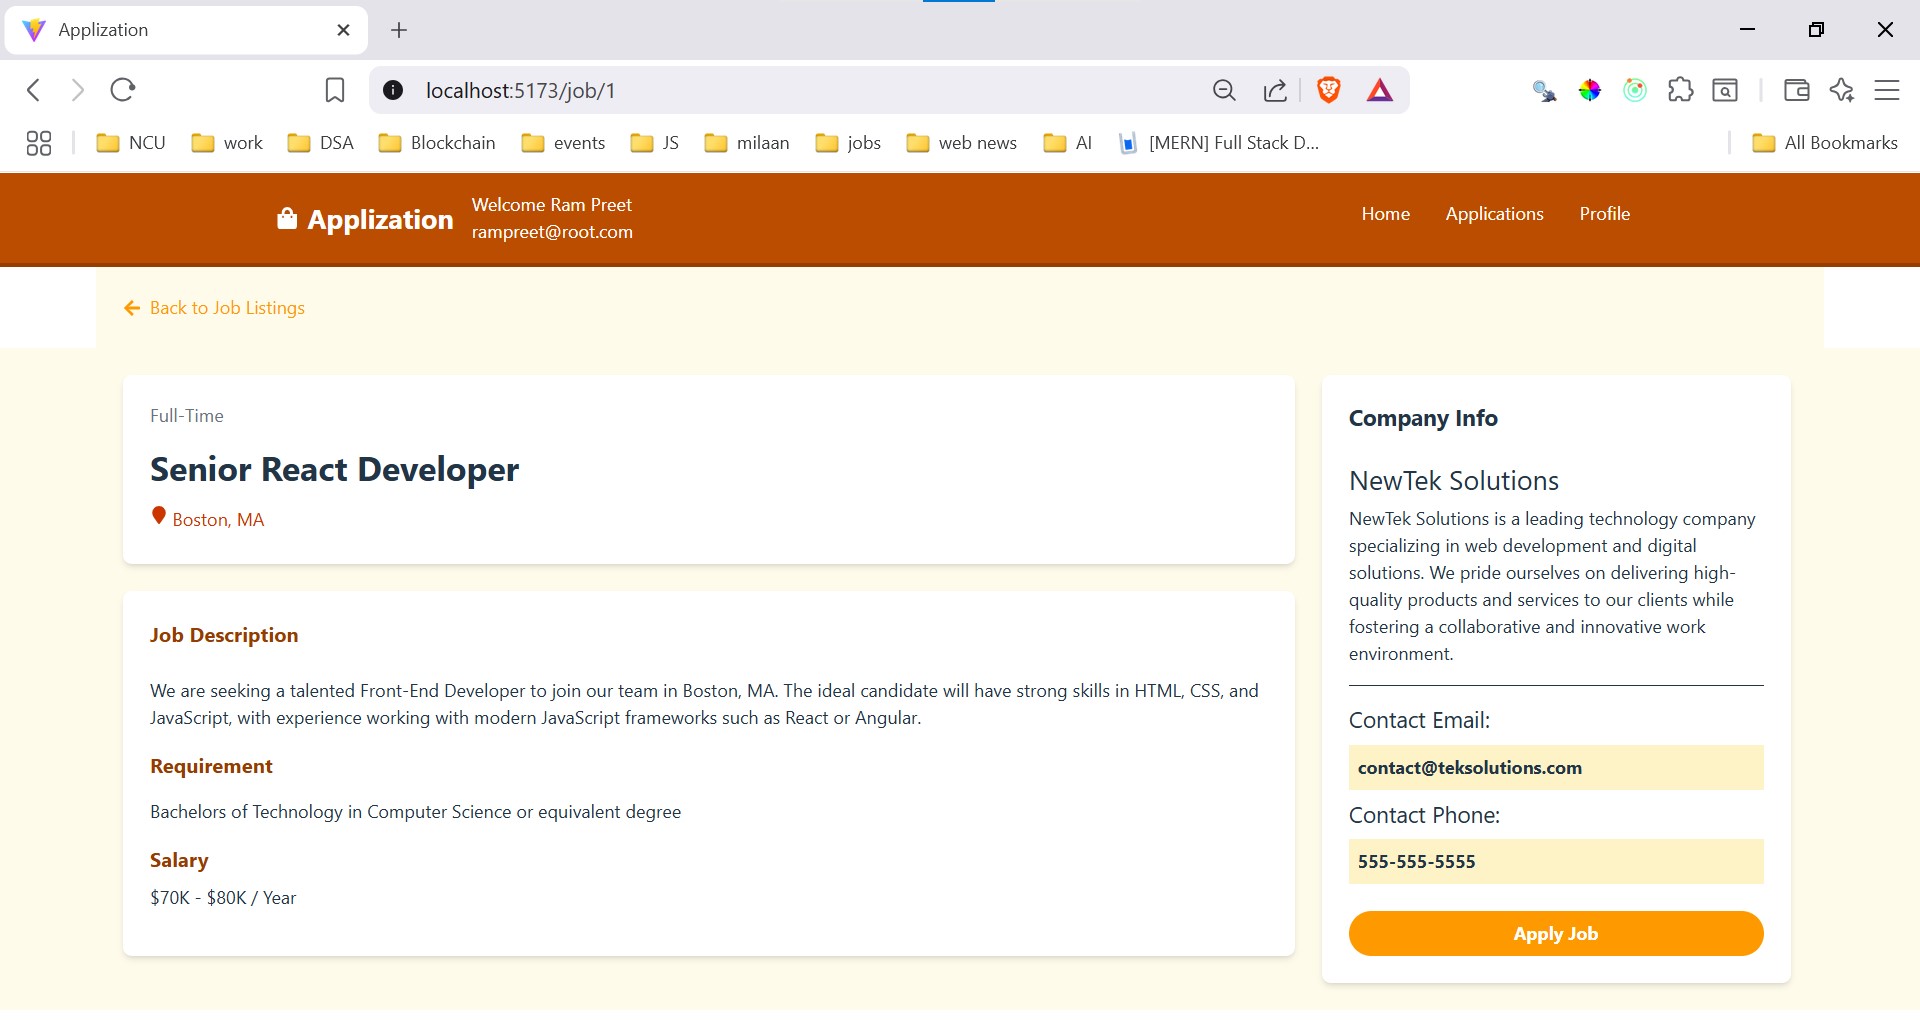 Applization
localhost:5173/job/1
NCU
work
DSA
Blockchain
events
JS
milaan
jobs
web news
AI
[MERN] Full Stack D...
All Bookmarks
Applization
Welcome Ram Preet
rampreet@root.com
Home
Applications
Profile
Back to Job Listings
Full-Time
Senior React Developer
Boston, MA
Job Description
We are seeking a talented Front-End Developer to join our team in Boston, MA. The ideal candidate will have strong skills in HTML, CSS, and
JavaScript, with experience working with modern JavaScript frameworks such as React or Angular.
Requirement
Bachelors of Technology in Computer Science or equivalent degree
Salary
$70K - $80K / Year
Company Info
NewTek Solutions
NewTek Solutions is a leading technology company
specializing in web development and digital
solutions. We pride ourselves on delivering high-
quality products and services to our clients while
fostering a collaborative and innovative work
environment.
Contact Email:
contact@teksolutions.com
Contact Phone:
555-555-5555
Apply Job